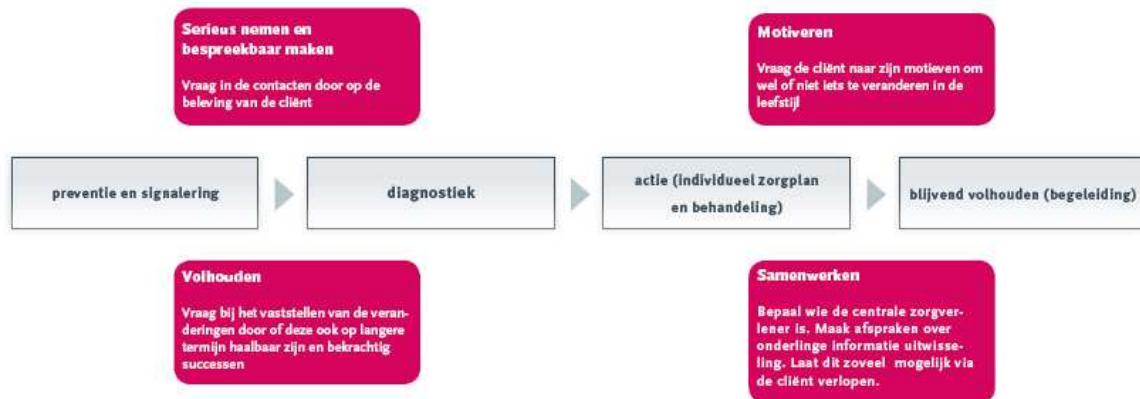 Serieus nemen en
bespreekbaar maken
Vraag in de contacten door op de
beleving van de cliënt
Motiveren
Vraag de cliënt naar zijn motieven om
wel of niet iets te veranderen in de
leefstijl
preventie en signalering
diagnostiek
actie (individueel zorgplan
en behandeling)
blijvend volhouden (begeleiding)
Volhouden
Vraag bij het vaststellen van de veran-
deringen door of deze ook op langere
termijn haalbaar zijn en bekrachtig
successen
Samenwerken
Bepaal wie de centrale zorgver-
lener is. Maak afspraken over
onderlinge informatie uitwisse-
ling. Laat dit zoveel mogelijk via
de cliënt verlopen.